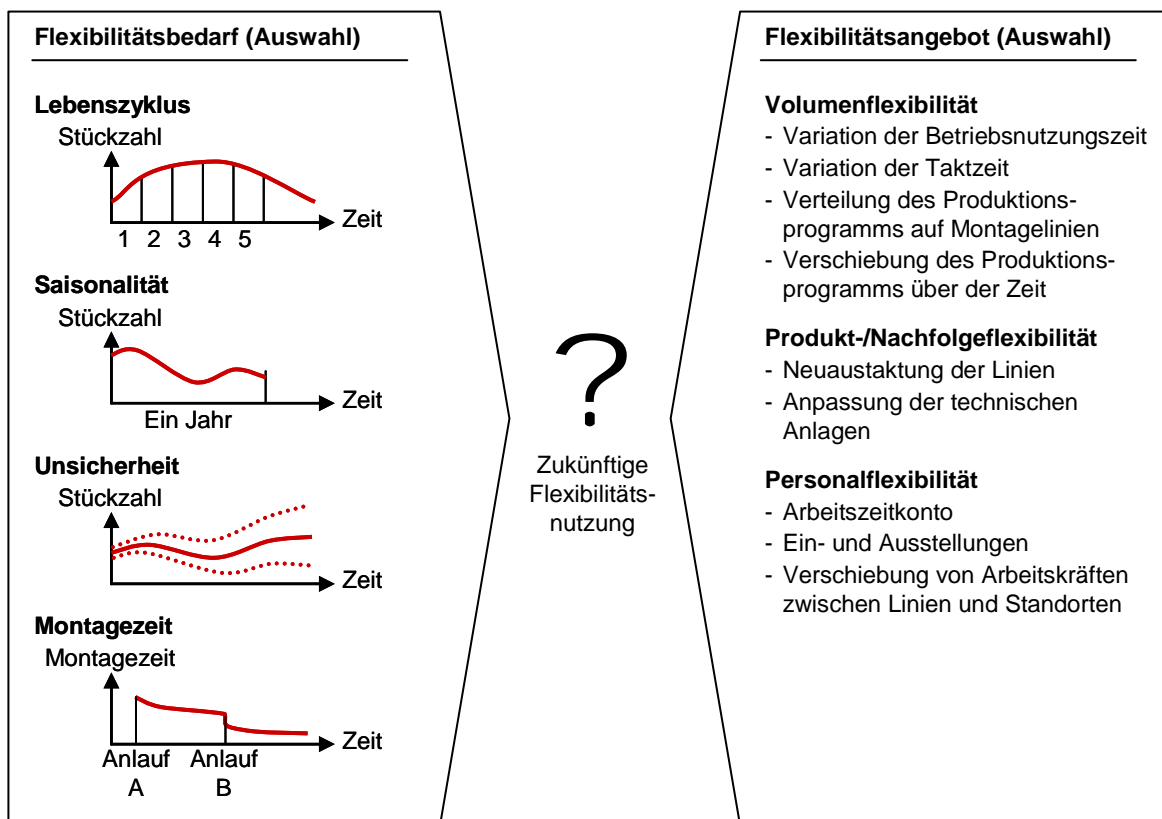 Flexibilitätsbedarf (Auswahl)
Lebenszyklus
Stückzahl
Zeit
1 2 3 4 5
Saisonalität
Stückzahl
Zeit
Ein Jahr
Unsicherheit
Stückzahl
Zeit
Montagezeit
Montagezeit
Zeit
Anlauf Anlauf
A B
?
Zukünftige
Flexibilitäts-
nutzung
Flexibilitätsangebot (Auswahl)
Volumenflexibilität
- Variation der Betriebsnutzungszeit
- Variation der Taktzeit
- Verteilung des Produktions-
programms auf Montagelinien
- Verschiebung des Produktions-
programms über der Zeit
Produkt-/Nachfolgeflexibilität
- Neuaustaktung der Linien
- Anpassung der technischen
Anlagen
Personalflexibilität
- Arbeitszeitkonto
- Ein- und Ausstellungen
- Verschiebung von Arbeitskräften
zwischen Linien und Standorten